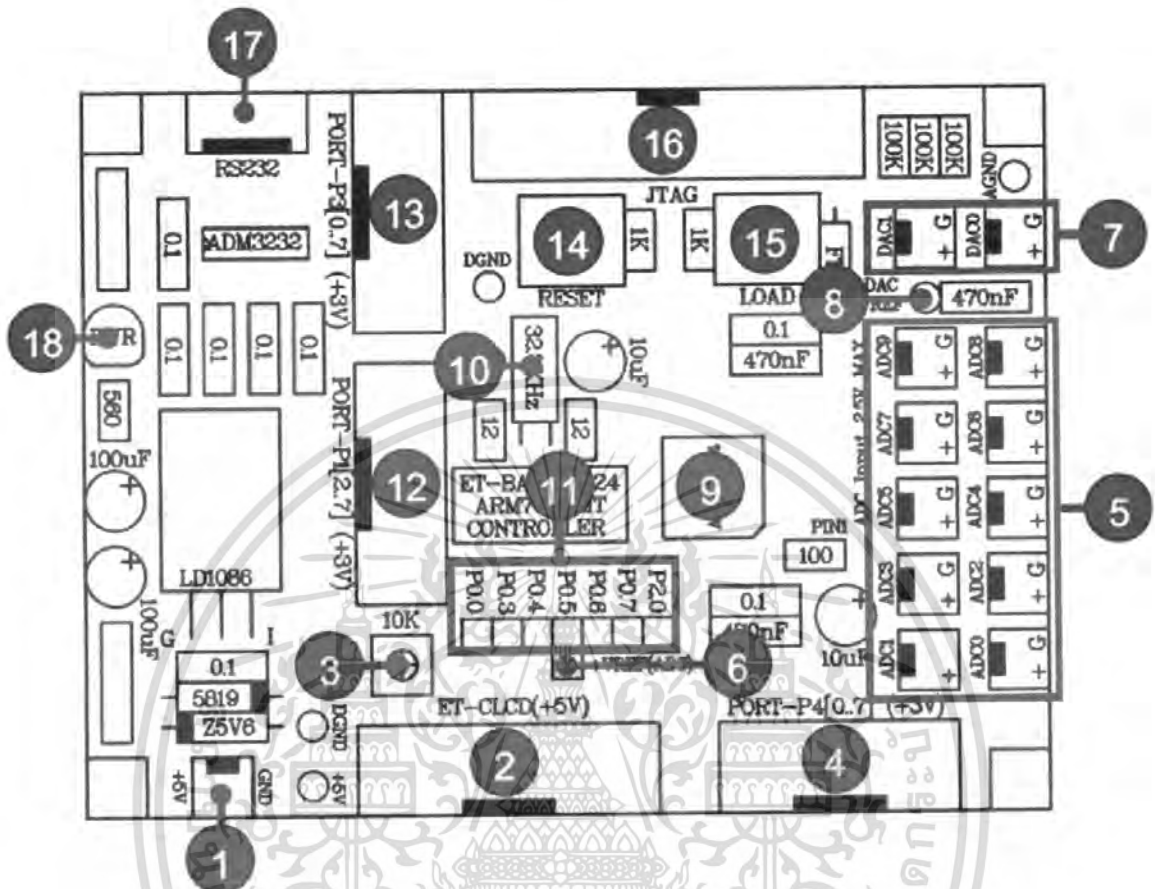 17
16
RS232
PORT-P3[0..7] (+3V)
100K
100K
100K
AGND
JTAG
13
0.1
ADM3232
14
1K
1K
15
DAC1
+ G
DAC0
+ G
7
DGND
RESET
LOAD
8
DAC
470nF
18
0.1
0.1
0.1
0.1
10
10uF
0.1
470nF
ADC9
+ G
ADC8
+ G
560
PORT-P1[2..7] (+3V)
12
12
ADC7
+ G
+ G
100uF
12
11
9
CONTROLLER
ADC5
+ G
ADC4
+ G
5
PIN1
100
LD1086
P0.0
P0.3
P0.4
P0.5
P0.6
P0.7
P2.0
ADC3
+ G
ADC2
+ G
100uF
G
I
10K
0.1
0.1
3
6
10uF
ADC1
+
ADC0
+ G
5819
Z5V6
DGND
ET-CLCD(+5V)
PORT-P4[0..7] (+3V)
+5V
GND
+5V
2
4
1